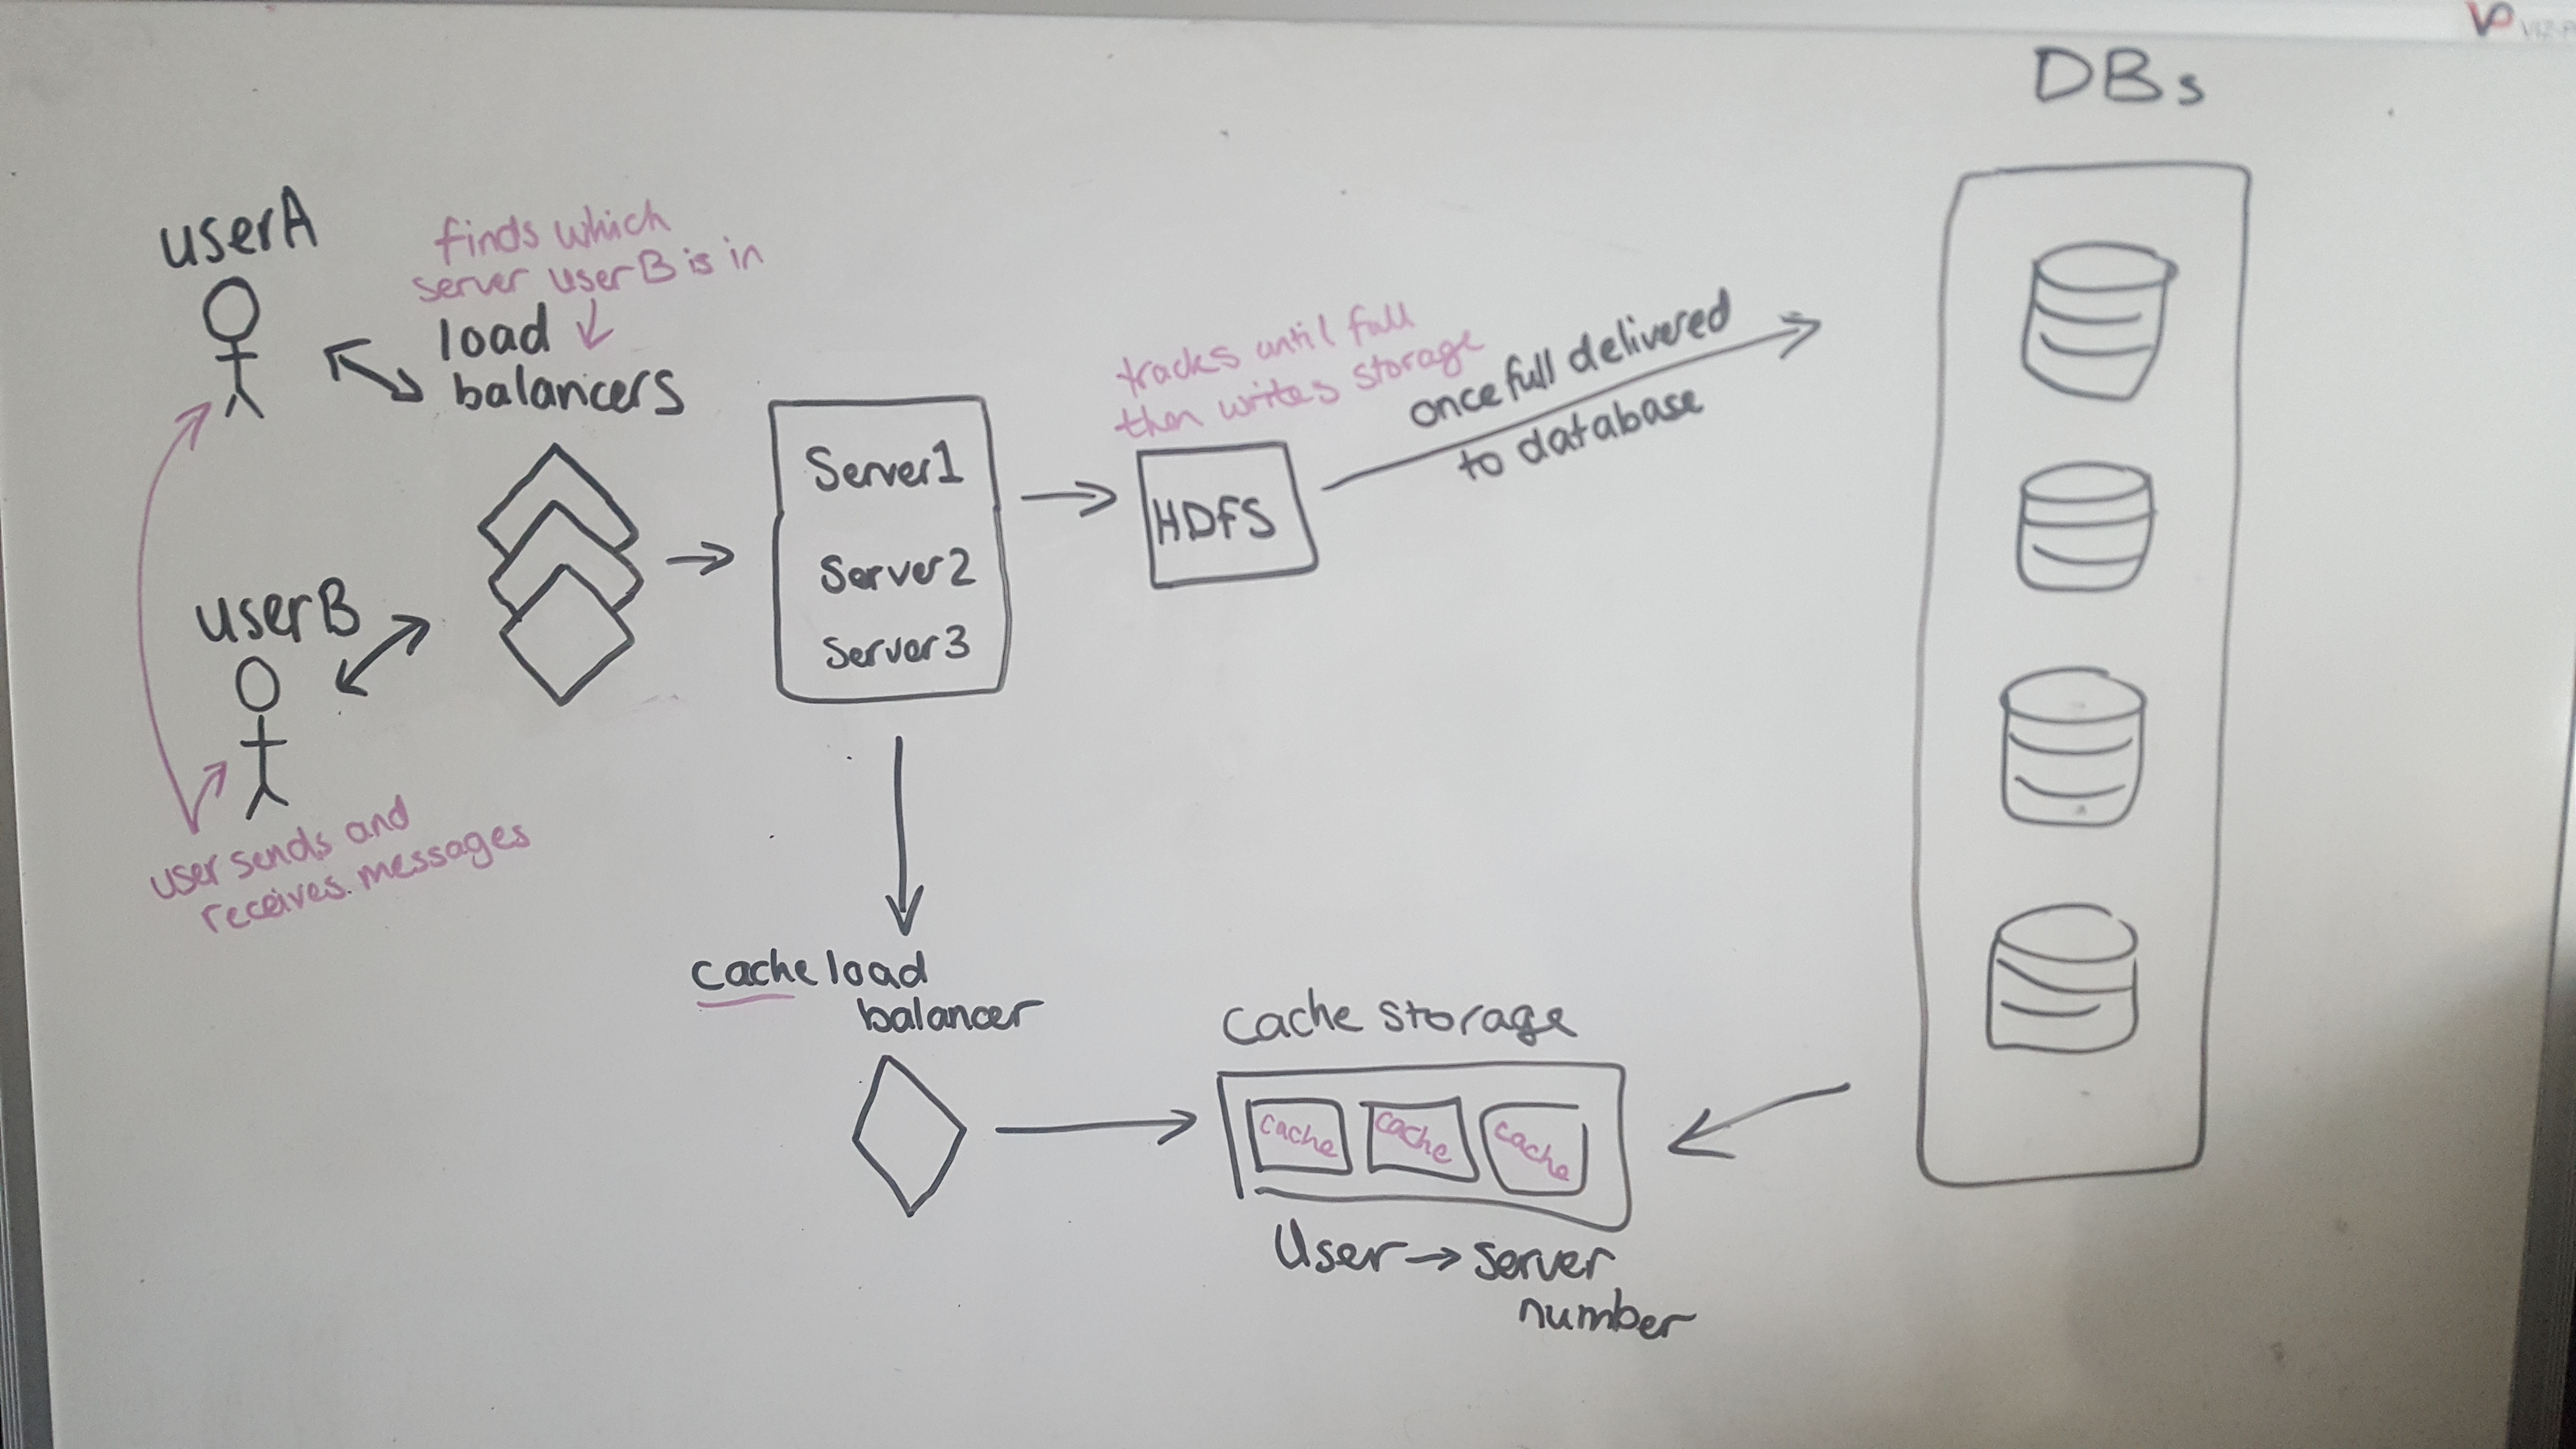 DBs
userA
finds which
server userB is in
load
balancers
tracks until full
then writes storage
once full delivered
to database
Server1
Server2
Server3
HDFS
userB
user sends and
receives messages
cache load
balancer
Cache storage
cache
cache
cache
User → server
number